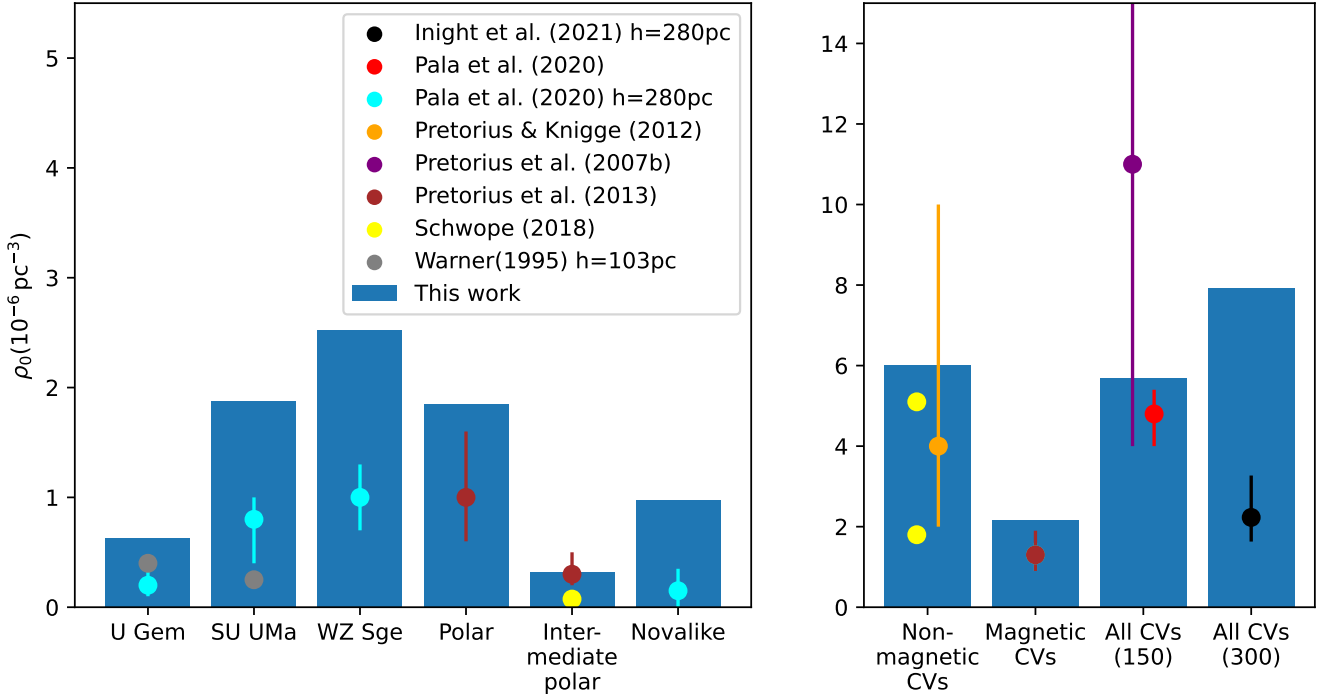 5
4
3
2
1
0
ρ₀(10⁻⁶ pc⁻³)
Inight et al. (2021) h=280pc
Pala et al. (2020)
Pala et al. (2020) h=280pc
Pretorius & Knigge (2012)
Pretorius et al. (2007b)
Pretorius et al. (2013)
Schwope (2018)
Warner(1995) h=103pc
This work
U Gem
SU UMa
WZ Sge
Polar
Inter-
mediate
polar
Novalike
14
12
10
8
6
4
2
0
Non-
magnetic
CVs
Magnetic
CVs
All CVs
(150)
All CVs
(300)